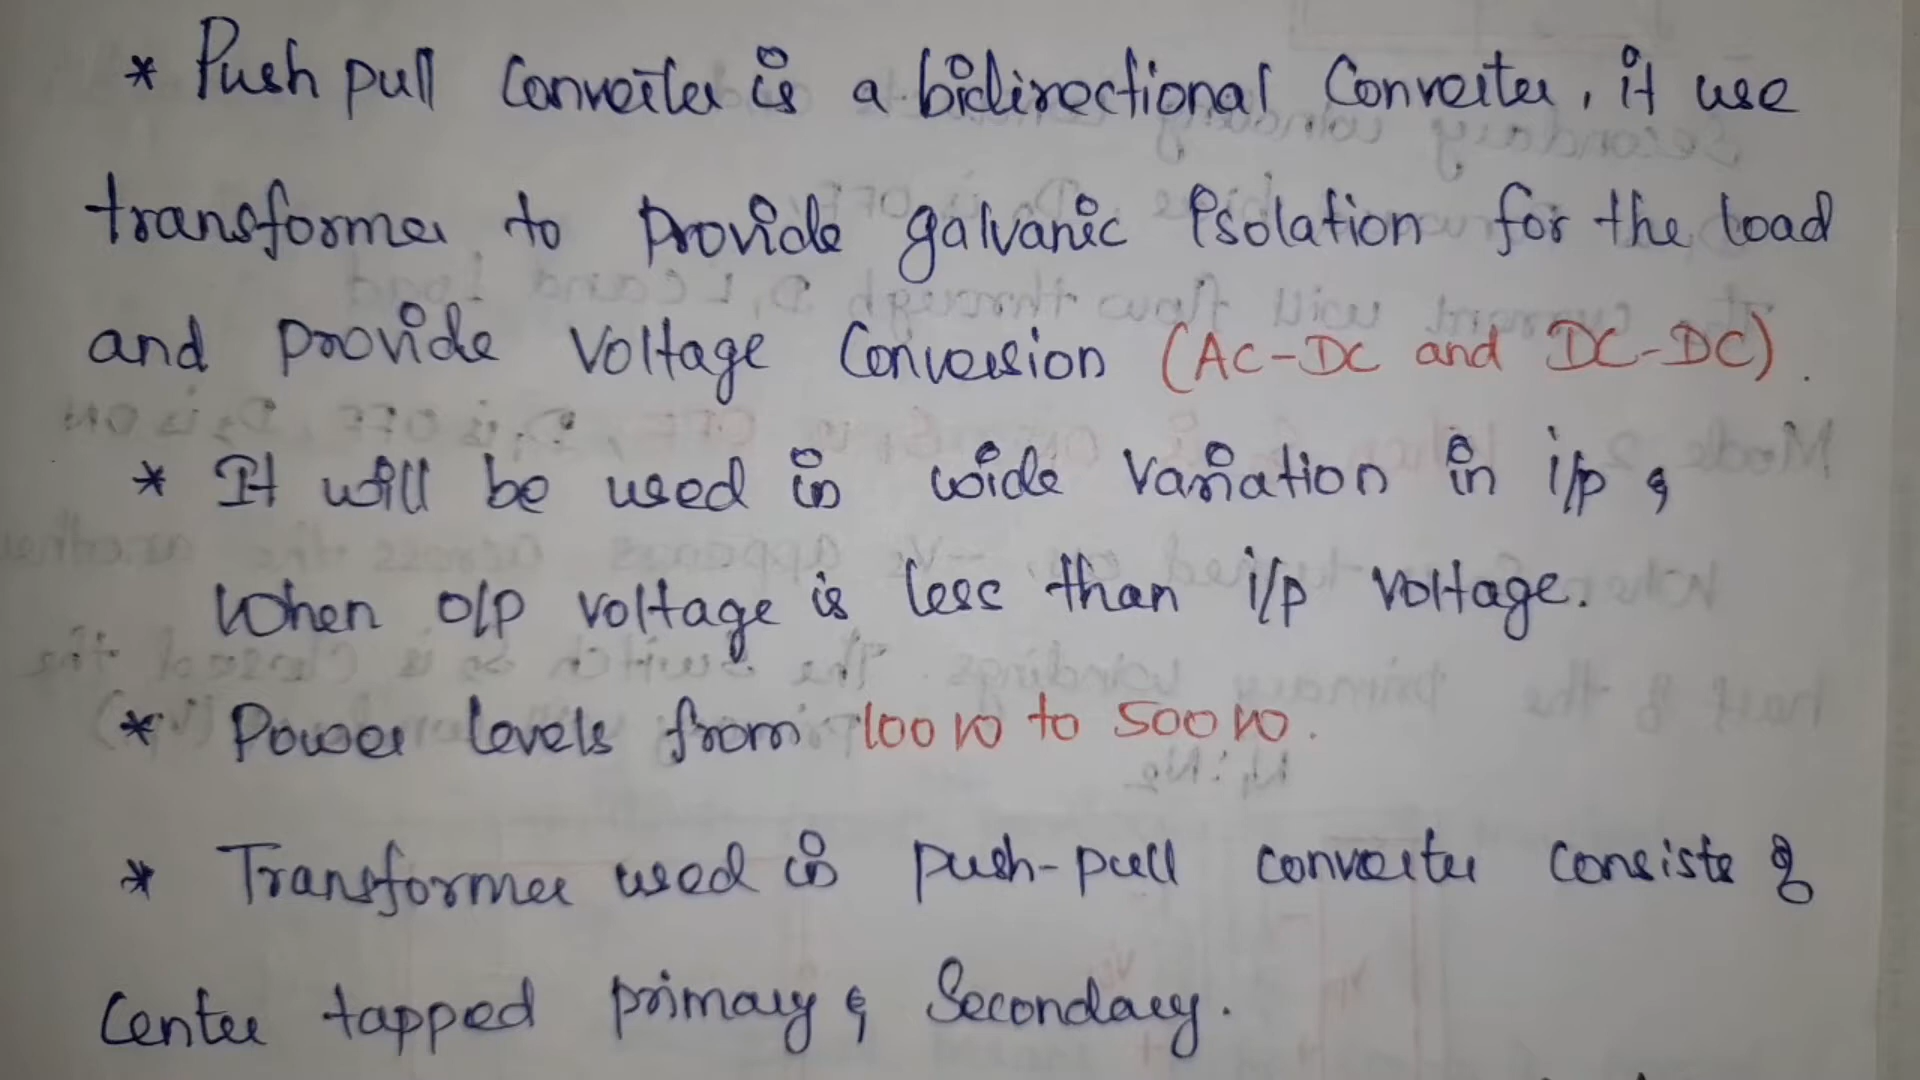 * Push pull Converter is a bidirectional Converter, it use
transformer to provide galvanic isolation for the load
and provide voltage Conversion (AC-DC and DC-DC).
* It will be used in wide variation in i/p &
when o/p voltage is less than i/p voltage.
* Power levels from 100 W to 500 W.
* Transformer used in push-pull converter consists of
Center tapped primary & Secondary.